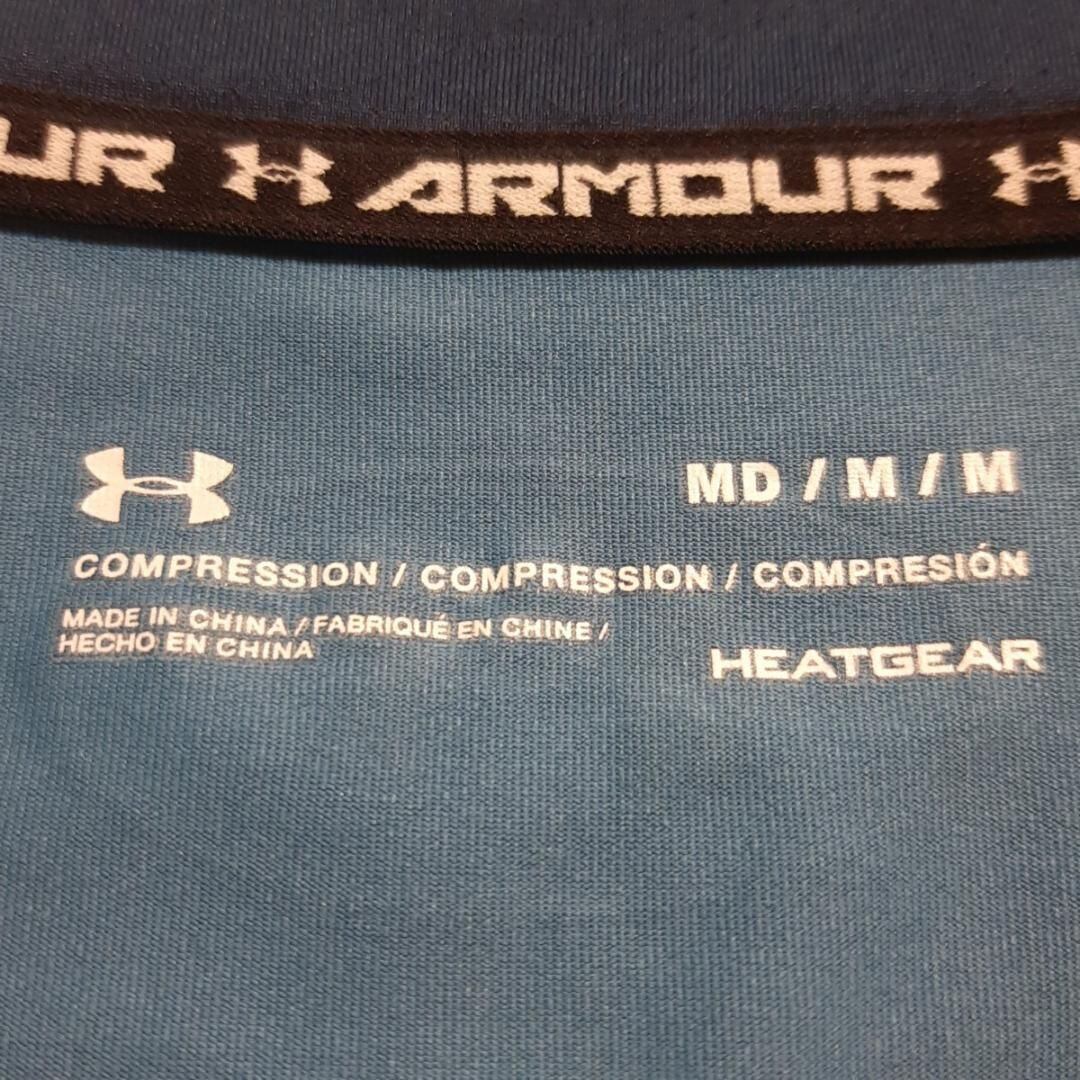 UR ARMOUR
MD / M / M
COMPRESSION / COMPRESSION / COMPRESIÓN
MADE IN CHINA / FABRIQUÉ EN CHINE /
HECHO EN CHINA
HEATGEAR